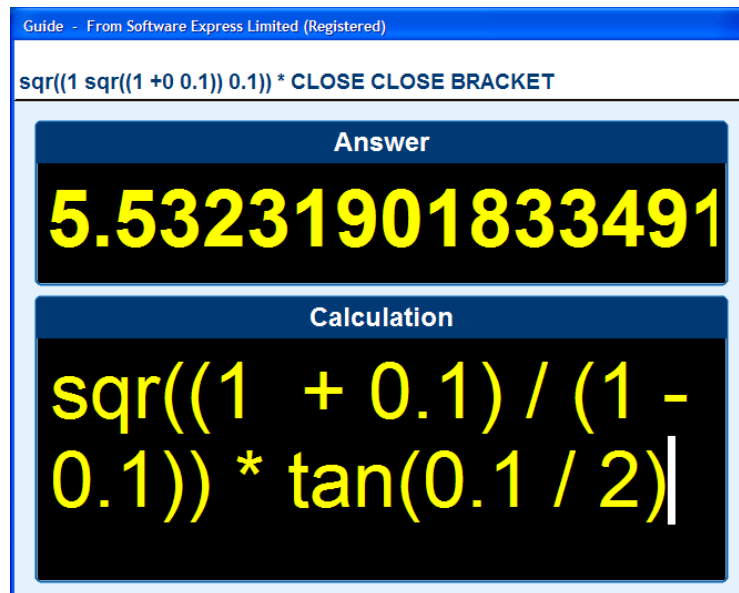 Guide - From Software Express Limited (Registered)
sqr((1 sqr((1 +0 0.1)) 0.1)) * CLOSE CLOSE BRACKET
Answer
5.53231901833491
Calculation
sqr((1  + 0.1) / (1 -
0.1)) * tan(0.1 / 2)